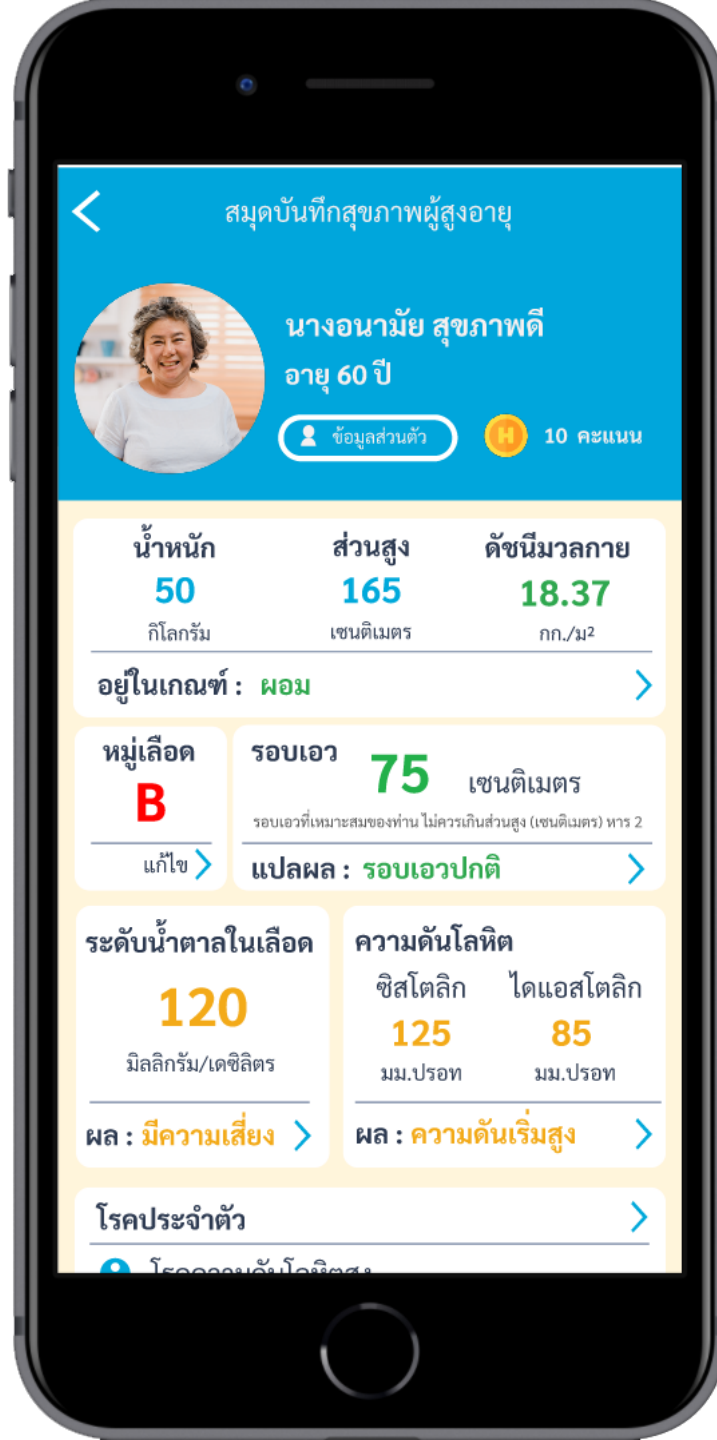 สมุดบันทึกสุขภาพผู้สูงอายุ
นางอนามัย สุขภาพดี
อายุ 60 ปี
ข้อมูลส่วนตัว
H
10 คะแนน
น้ำหนัก ส่วนสูง ดัชนีมวลกาย
50 165 18.37
กิโลกรัม เซนติเมตร กก./ม²
อยู่ในเกณฑ์ : ผอม
หมู่เลือด
B
แก้ไข
รอบเอว 75 เซนติเมตร
รอบเอวที่เหมาะสมของท่าน ไม่ควรเกินส่วนสูง (เซนติเมตร) หาร 2
แปลผล : รอบเอวปกติ
ระดับน้ำตาลในเลือด
120
มิลลิกรัม/เดซิลิตร
ผล : มีความเสี่ยง
ความดันโลหิต
ซิสโตลิก ไดแอสโตลิก
125 85
มม.ปรอท มม.ปรอท
ผล : ความดันเริ่มสูง
โรคประจำตัว
โรคความดันโลหิตสูง